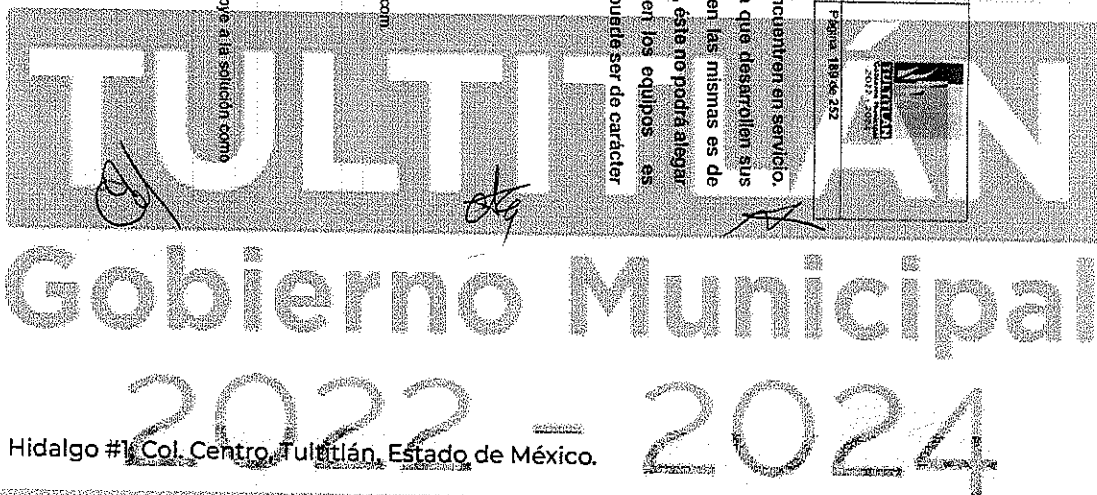 TULTITLÁN
Gobierno Municipal
2022 - 2024
Hidalgo #1, Col. Centro, Tultitlán, Estado de México.
Página 189 de 252
TULTITLÁN
ncuentren en servicio.
que desarrollen sus
en las mismas es de
éste no podrá alegar
en los equipos es
puede ser de carácter
com
a la solución como